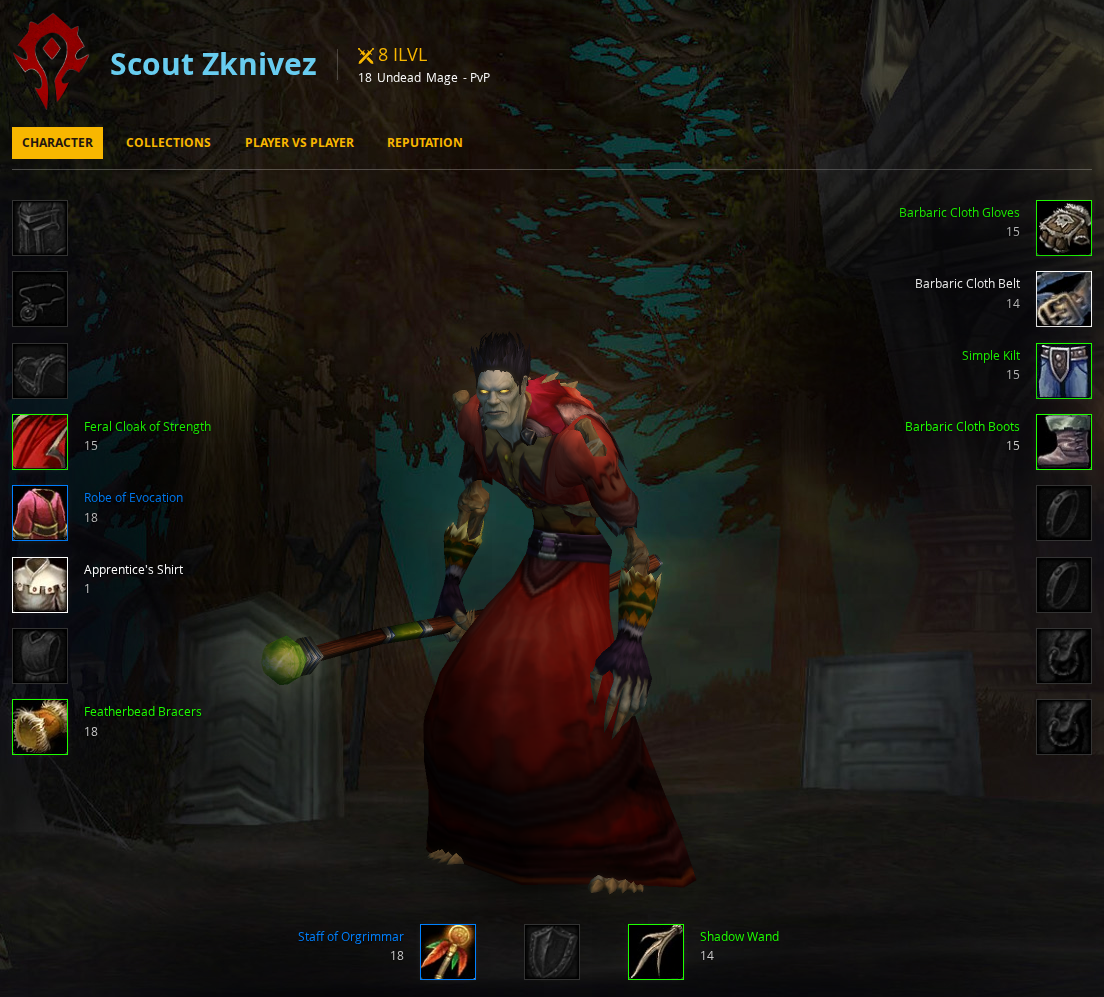 Scout Zknivez
8 ILVL
18 Undead Mage - PvP
CHARACTER
COLLECTIONS
PLAYER VS PLAYER
REPUTATION
Feral Cloak of Strength
15
Robe of Evocation
18
Apprentice's Shirt
1
Featherbead Bracers
18
Barbaric Cloth Gloves
15
Barbaric Cloth Belt
14
Simple Kilt
15
Barbaric Cloth Boots
15
Staff of Orgrimmar
18
Shadow Wand
14